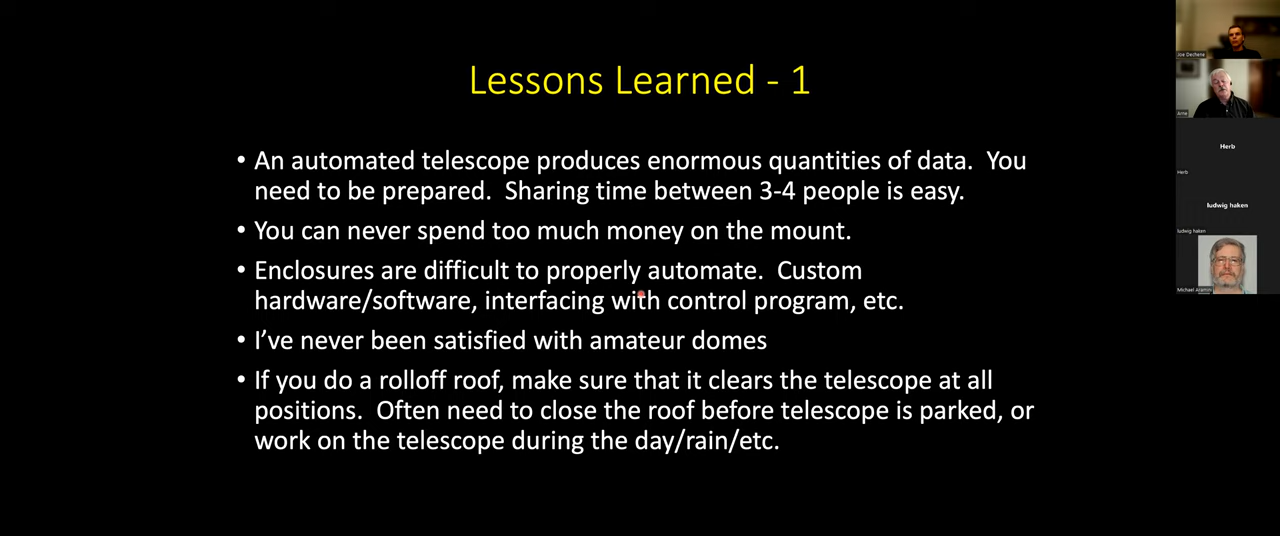 Lessons Learned - 1
• An automated telescope produces enormous quantities of data.  You
need to be prepared.  Sharing time between 3-4 people is easy.
• You can never spend too much money on the mount.
• Enclosures are difficult to properly automate.  Custom
hardware/software, interfacing with control program, etc.
• I’ve never been satisfied with amateur domes
• If you do a rolloff roof, make sure that it clears the telescope at all
positions.  Often need to close the roof before telescope is parked, or
work on the telescope during the day/rain/etc.
Joe Dechene
Arne
Herb
Herb
ludwig haken
ludwig haken
Michael